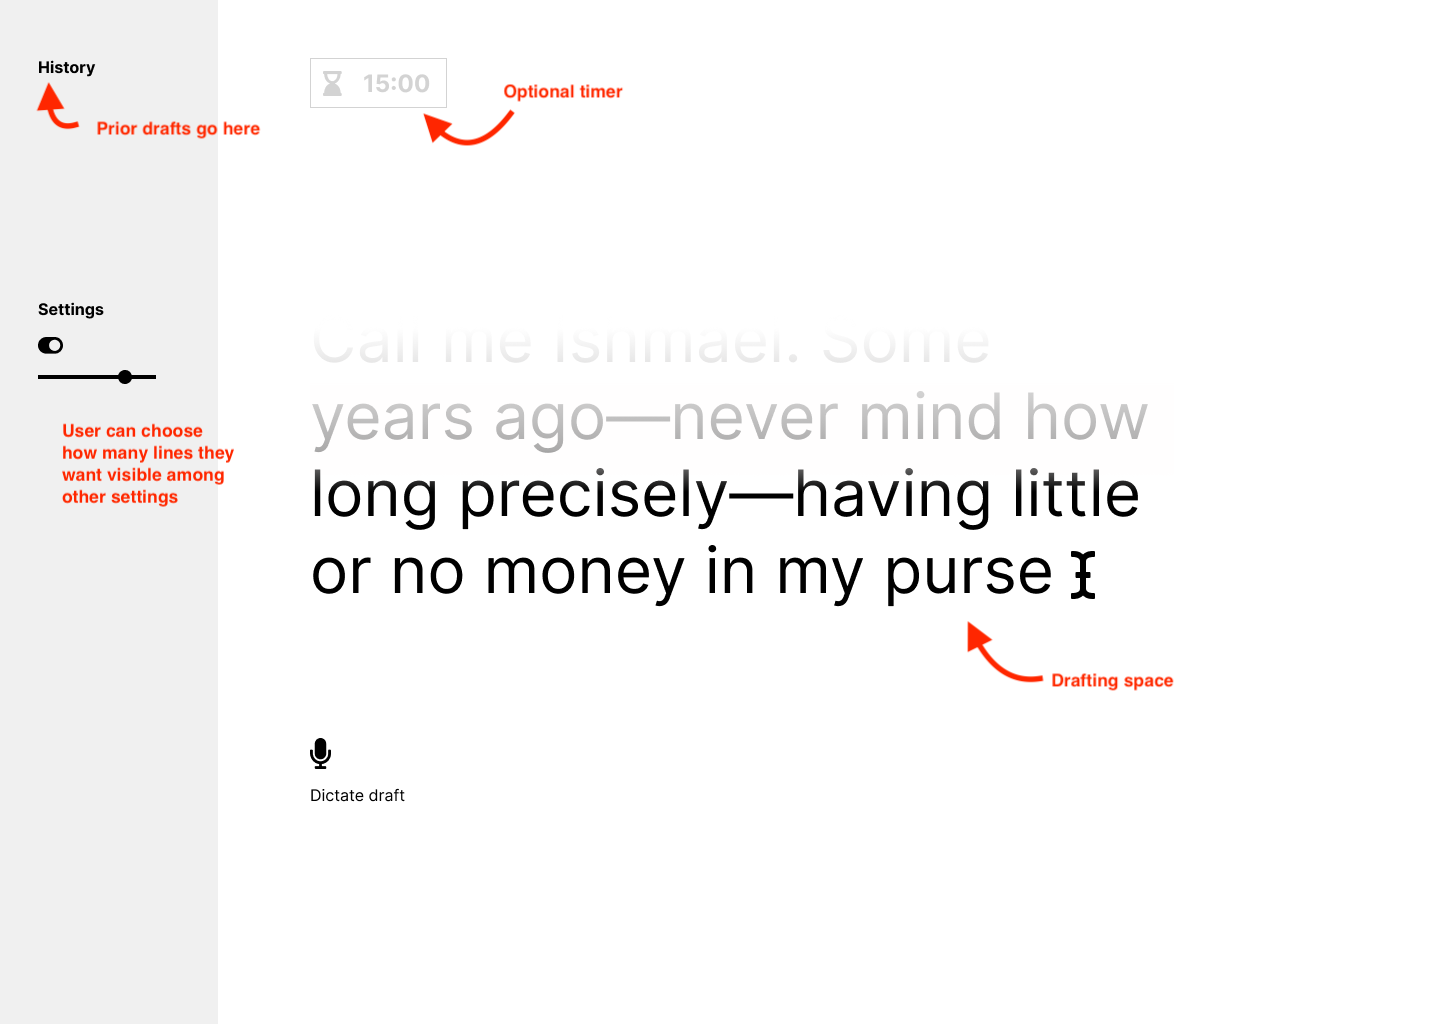 History
Prior drafts go here
15:00
Optional timer
Settings
User can choose
how many lines they
want visible among
other settings
Call me Ishmael. Some
years ago—never mind how
long precisely—having little
or no money in my purse
Drafting space
Dictate draft